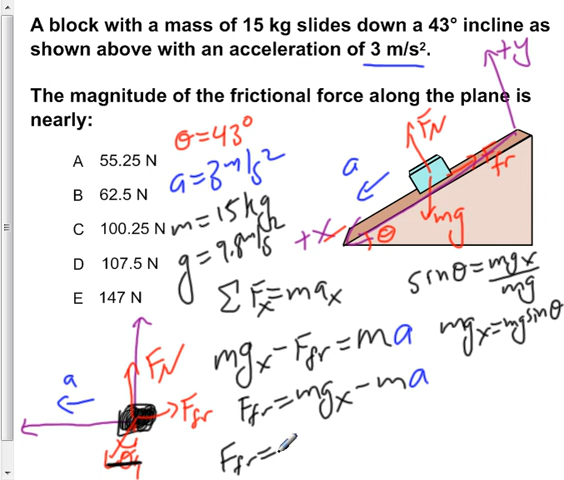 A block with a mass of 15 kg slides down a 43° incline as
shown above with an acceleration of 3 m/s².
+y
The magnitude of the frictional force along the plane is
nearly:
θ=43°
FN
A 55.25 N
a
Ffr
a=3m/s²
B 62.5 N
m=15kg
mg
C 100.25 N
+x
θ
g=9.8m/s
D 107.5 N
sinθ=mgx/mg
E 147 N
ΣFx=max
mgx=mgsinθ
mgx-Ffr=ma
FN
a
Ffr
Ffr=mgx-ma
Ffr=